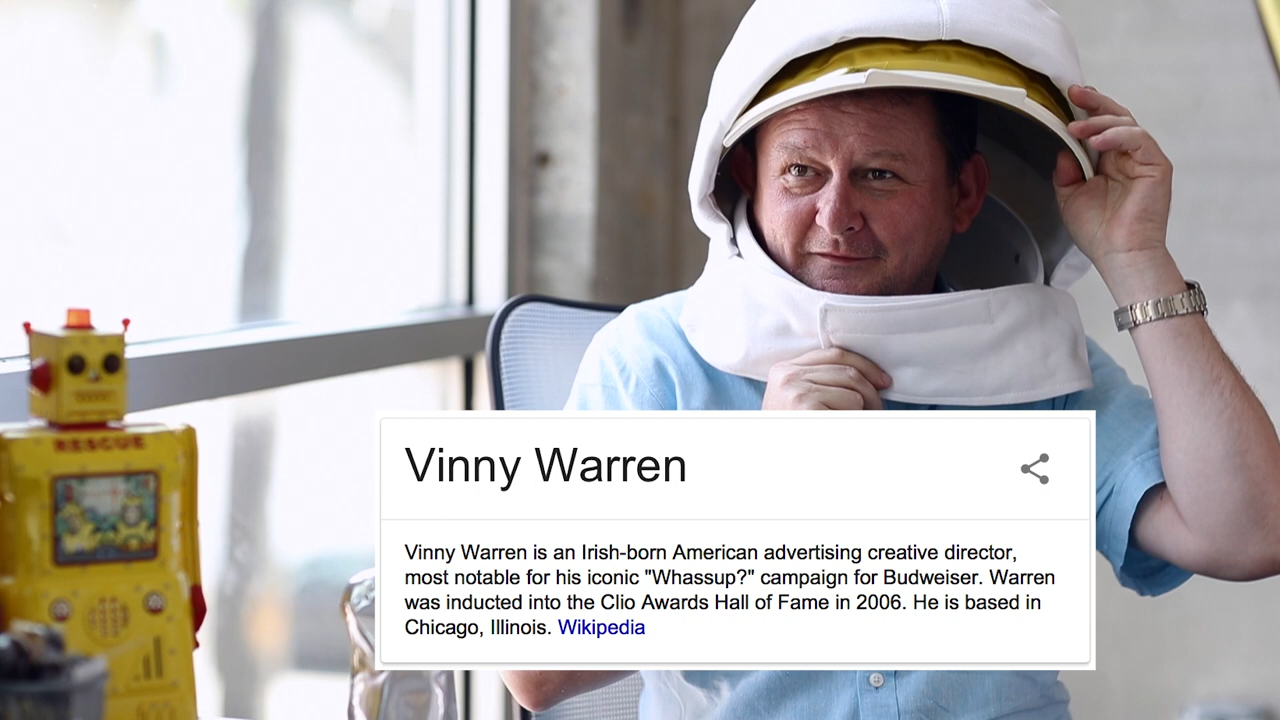 RESCUE
Vinny Warren
Vinny Warren is an Irish-born American advertising creative director,
most notable for his iconic "Whassup?" campaign for Budweiser. Warren
was inducted into the Clio Awards Hall of Fame in 2006. He is based in
Chicago, Illinois. Wikipedia